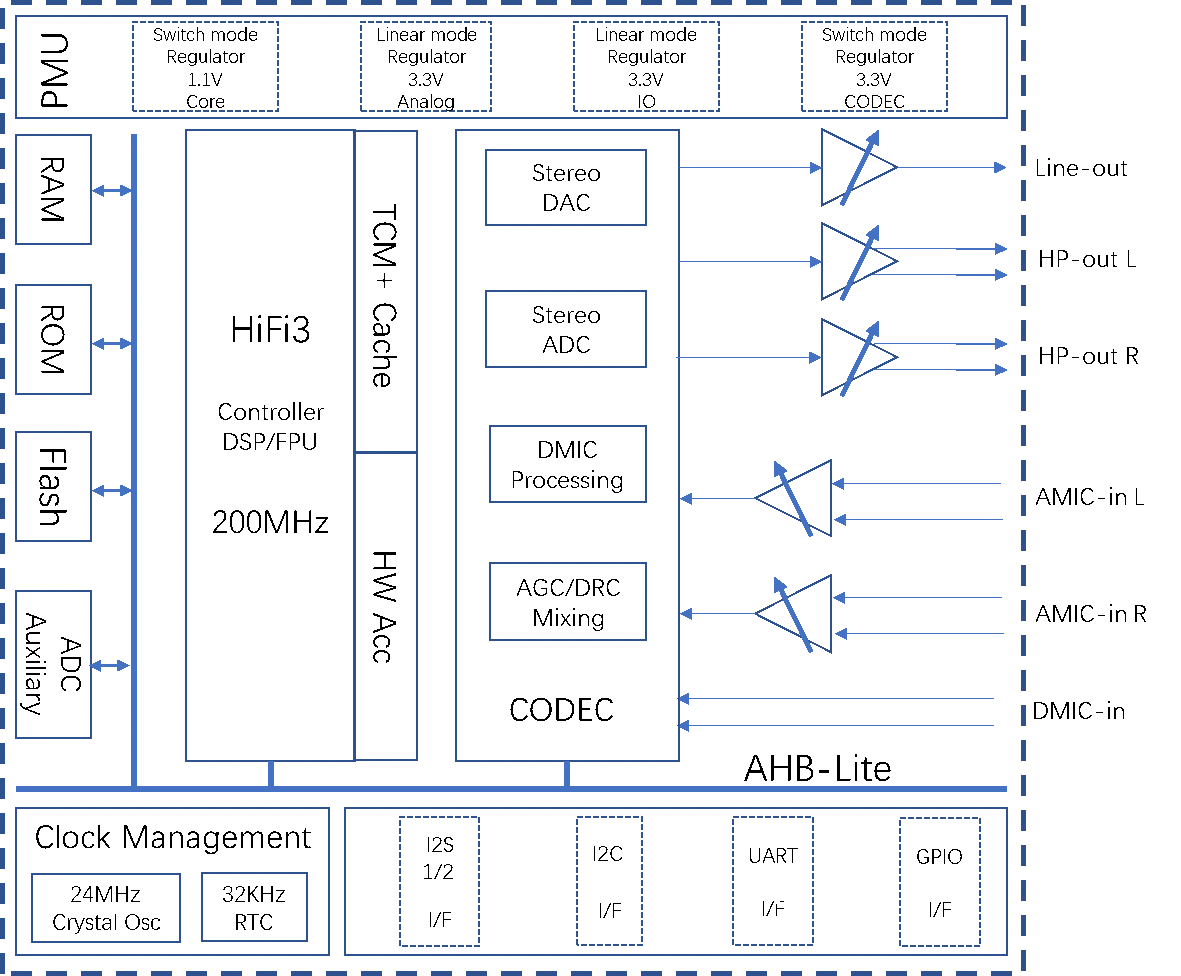 PMU
Switch mode
Regulator
1.1V
Core
Linear mode
Regulator
3.3V
Analog
Linear mode
Regulator
3.3V
IO
Switch mode
Regulator
3.3V
CODEC
RAM
ROM
Flash
ADC
Auxiliary
HiFi3
Controller
DSP/FPU
200MHz
TCM+ Cache
HW Acc
Stereo
DAC
Stereo
ADC
DMIC
Processing
AGC/DRC
Mixing
CODEC
Line-out
HP-out L
HP-out R
AMIC-in L
AMIC-in R
DMIC-in
AHB-Lite
Clock Management
24MHz
Crystal Osc
32KHz
RTC
I2S
1/2
I/F
I2C
I/F
UART
I/F
GPIO
I/F